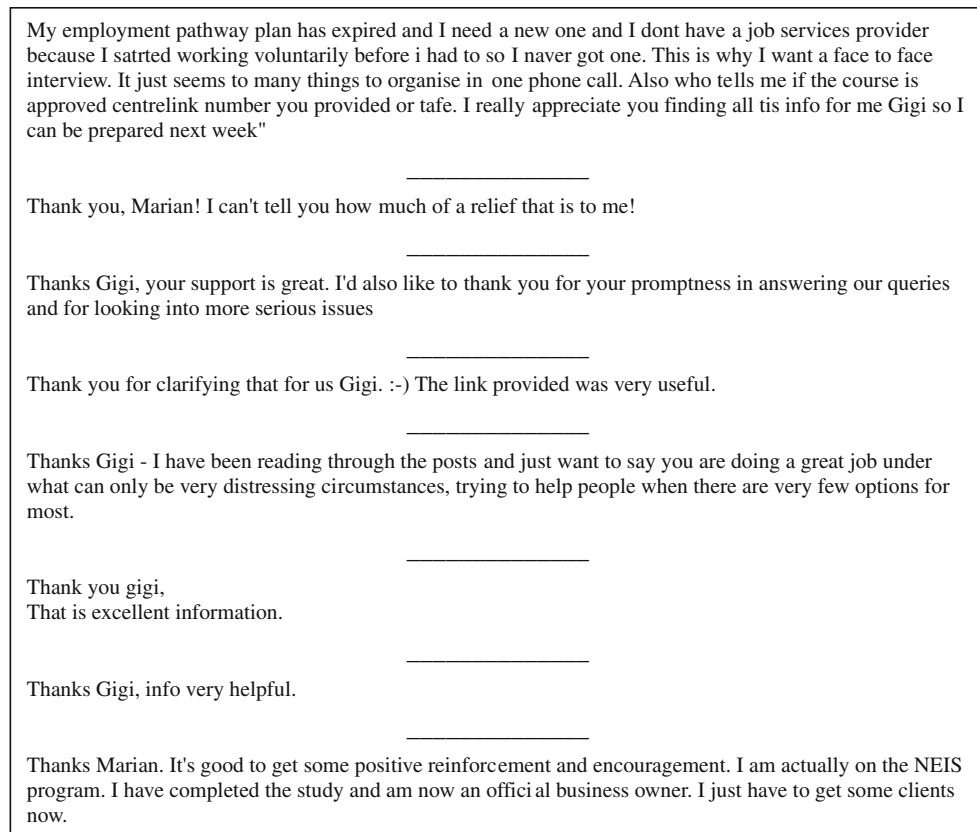 My employment pathway plan has expired and I need a new one and I dont have a job services provider
because I satrted working voluntarily before i had to so I naver got one. This is why I want a face to face
interview. It just seems to many things to organise in one phone call. Also who tells me if the course is
approved centrelink number you provided or tafe. I really appreciate you finding all tis info for me Gigi so I
can be prepared next week"
Thank you, Marian! I can't tell you how much of a relief that is to me!
Thanks Gigi, your support is great. I'd also like to thank you for your promptness in answering our queries
and for looking into more serious issues
Thank you for clarifying that for us Gigi. :-) The link provided was very useful.
Thanks Gigi - I have been reading through the posts and just want to say you are doing a great job under
what can only be very distressing circumstances, trying to help people when there are very few options for
most.
Thank you gigi,
That is excellent information.
Thanks Gigi, info very helpful.
Thanks Marian. It's good to get some positive reinforcement and encouragement. I am actually on the NEIS
program. I have completed the study and am now an official business owner. I just have to get some clients
now.